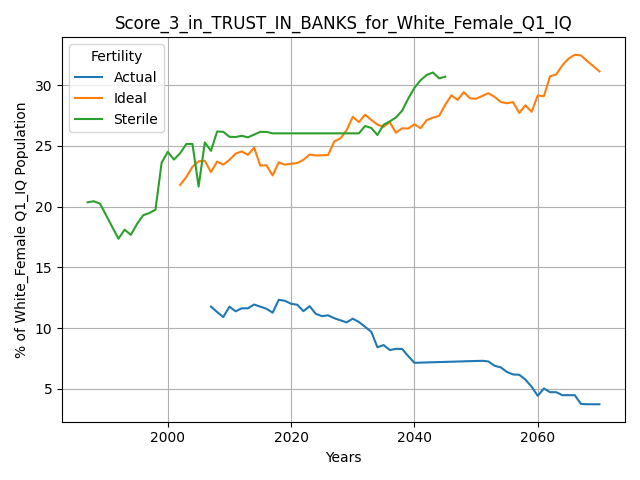 Score_3_in_TRUST_IN_BANKS_for_White_Female_Q1_IQ
Fertility
Actual
Ideal
Sterile
% of White_Female Q1_IQ Population
30
25
20
15
10
5
2000
2020
2040
2060
Years